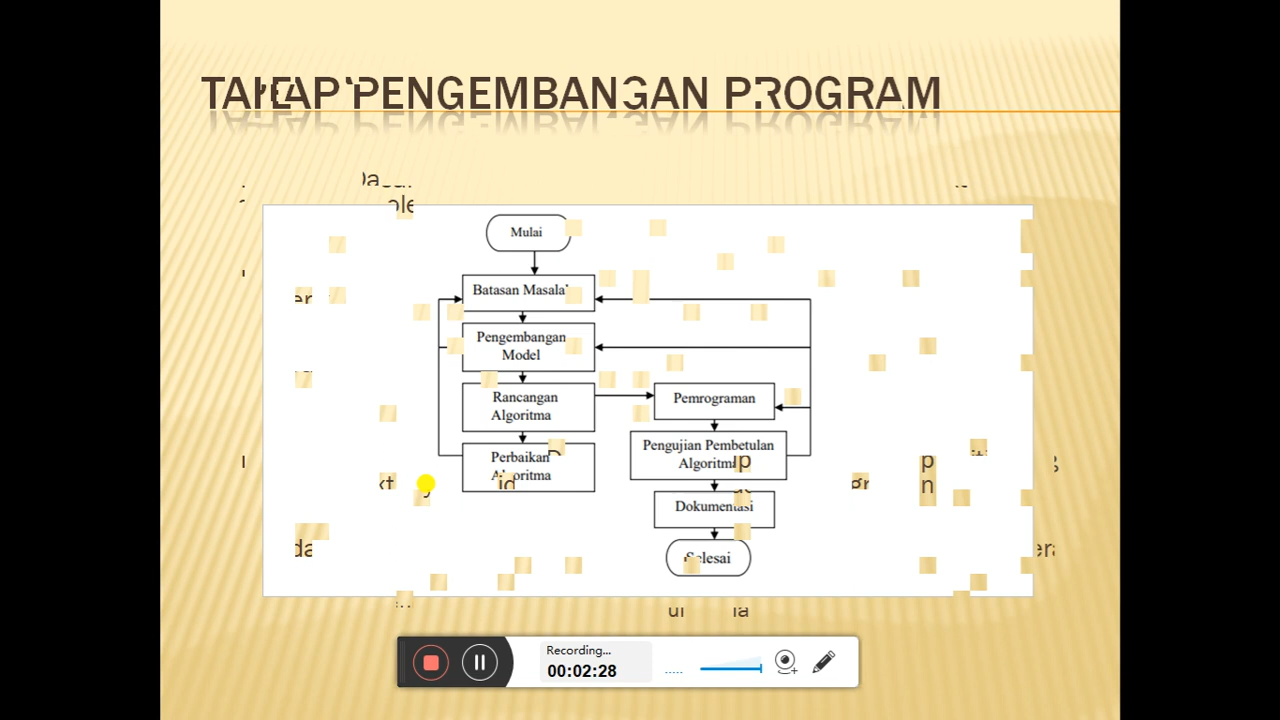 TAHAP PENGEMBANGAN PROGRAM
Mulai
Batasan Masalah
Pengembangan
Model
Rancangan
Algoritma
Perbaikan
Algoritma
Pemrograman
Pengujian Pembetulan
Algoritma
Dokumentasi
Selesai
Recording...
00:02:28